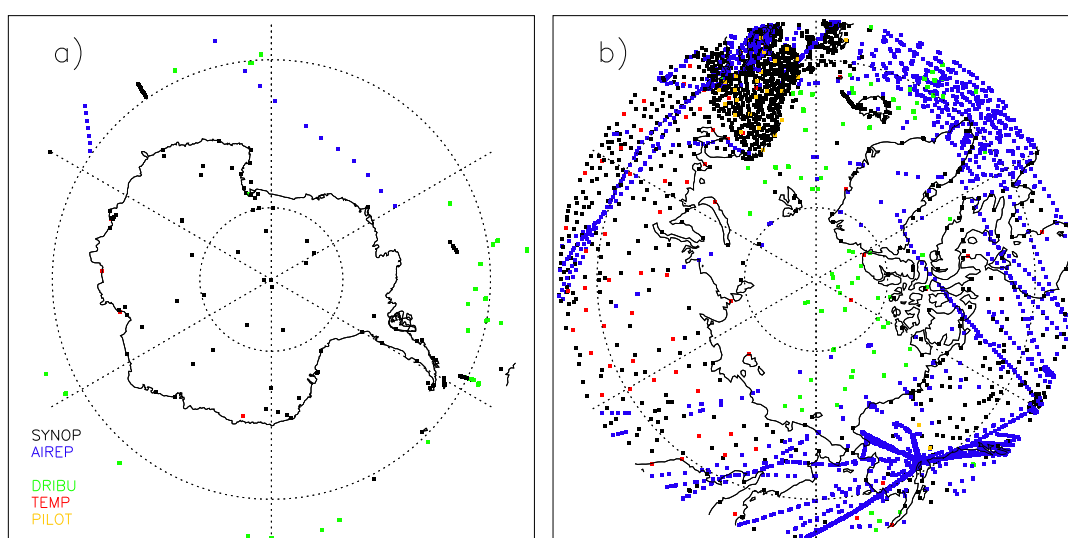 a)
b)
SYNOP
AIREP
DRIBU
TEMP
PILOT